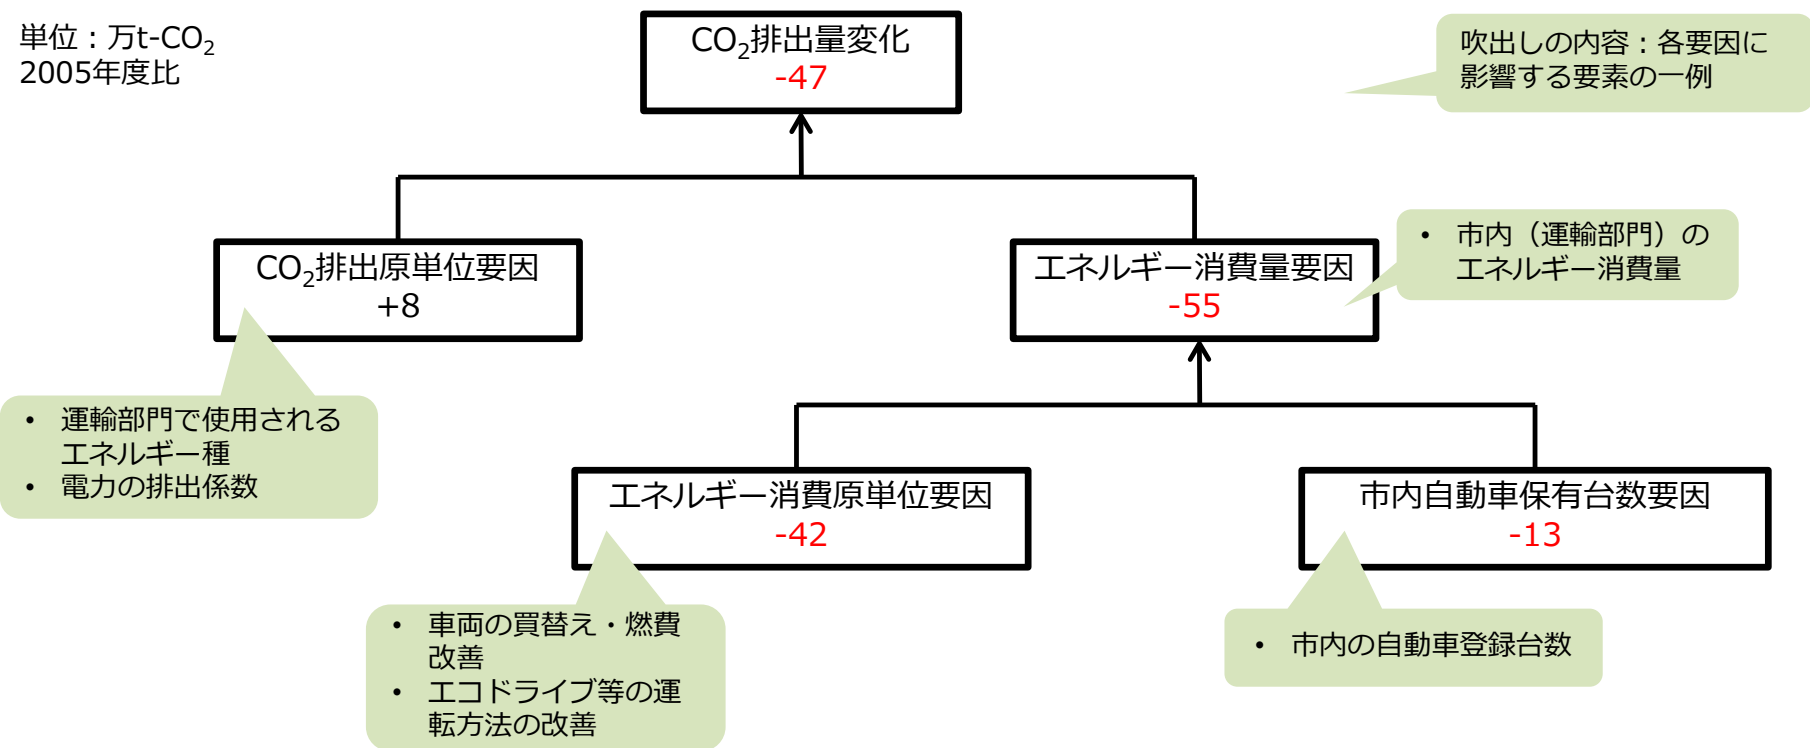 単位：万t-CO₂
2005年度比
CO₂排出量変化
-47
吹出しの内容：各要因に
影響する要素の一例
CO₂排出原単位要因
+8
エネルギー消費量要因
-55
• 市内（運輸部門）の
エネルギー消費量
• 運輸部門で使用される
エネルギー種
• 電力の排出係数
エネルギー消費原単位要因
-42
市内自動車保有台数要因
-13
• 車両の買替え・燃費
改善
• エコドライブ等の運
転方法の改善
• 市内の自動車登録台数